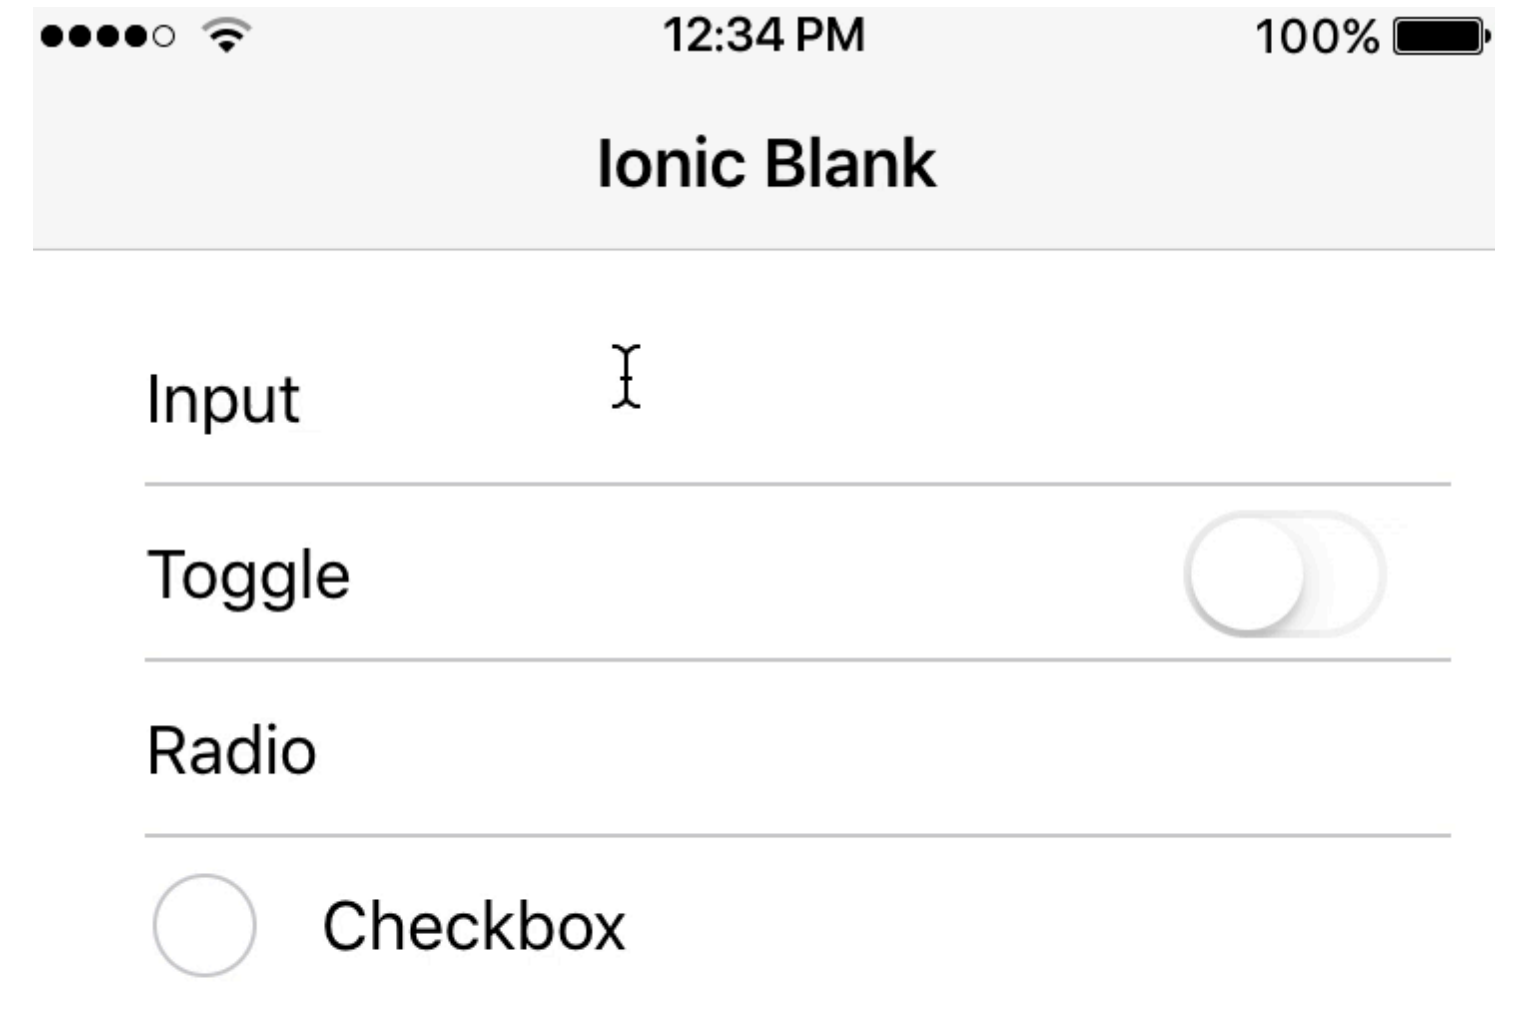 12:34 PM 100%
Ionic Blank
Input
Toggle
Radio
Checkbox